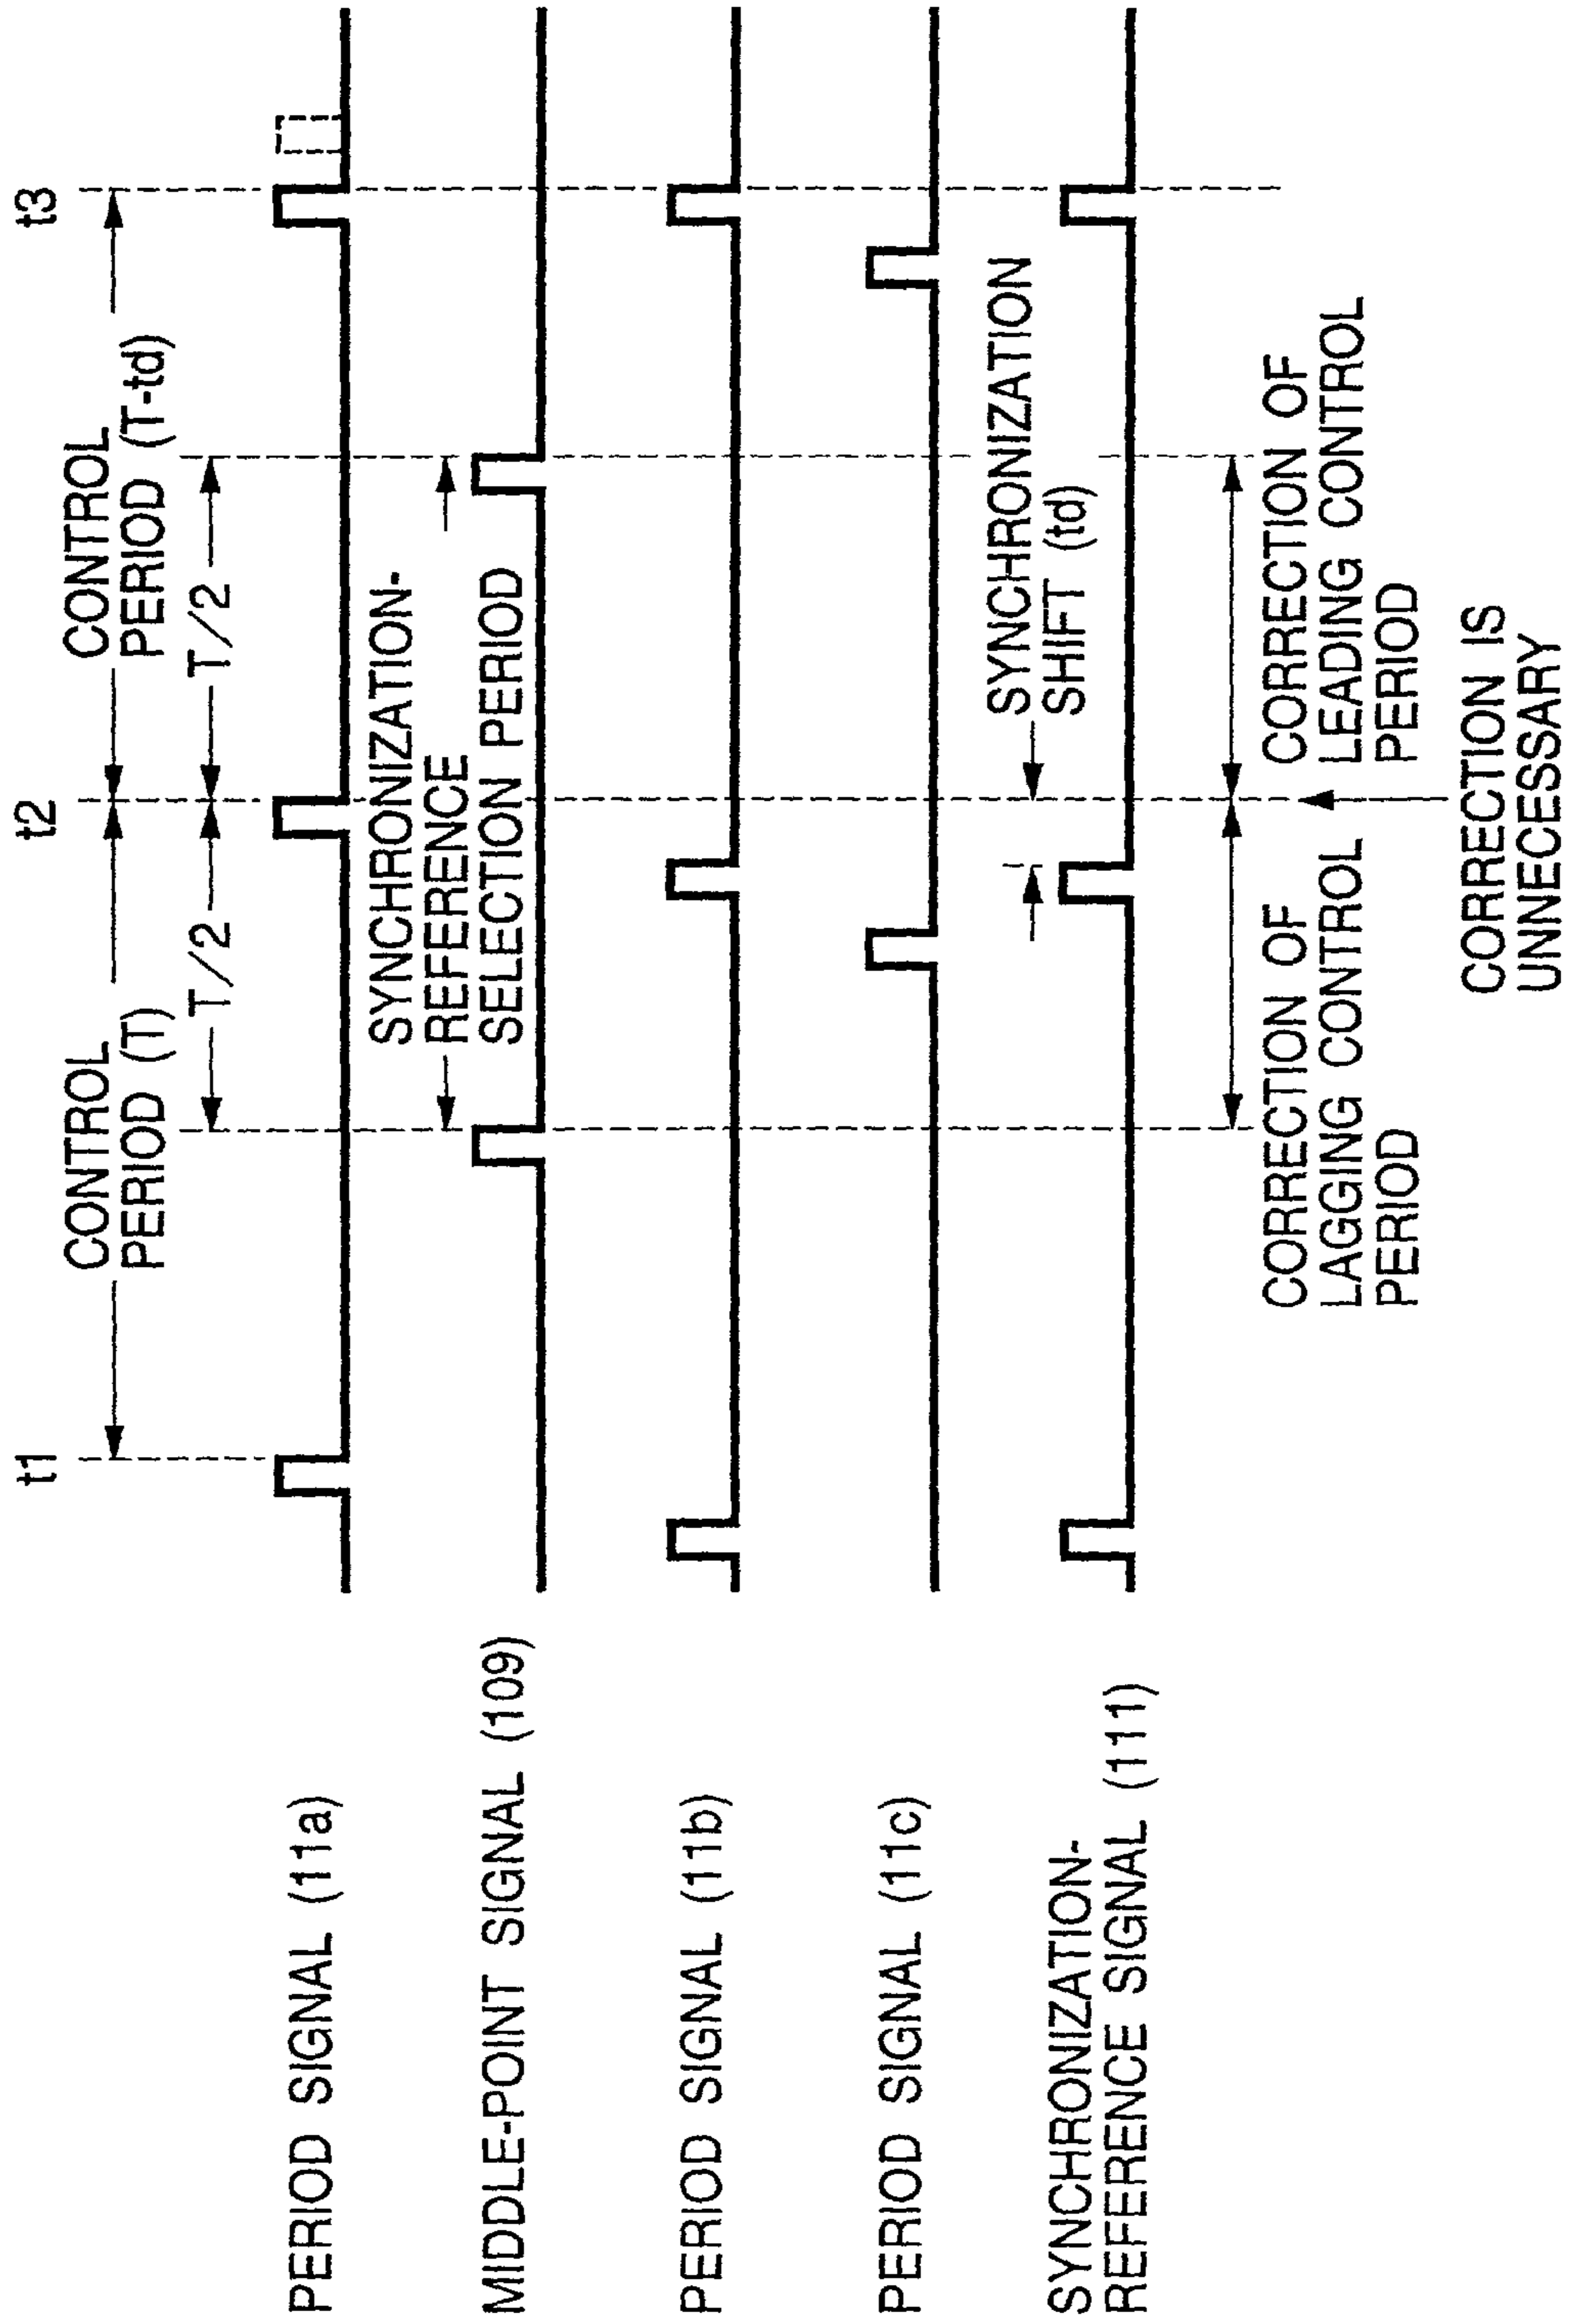 t1
t2
t3
CONTROL
PERIOD (T)
CONTROL
PERIOD (T-td)
T/2
T/2
PERIOD SIGNAL (11a)
SYNCHRONIZATION-
REFERENCE
SELECTION PERIOD
MIDDLE-POINT SIGNAL (109)
PERIOD SIGNAL (11b)
PERIOD SIGNAL (11c)
SYNCHRONIZATION
SHIFT (td)
SYNCHRONIZATION-
REFERENCE SIGNAL (111)
CORRECTION OF
LAGGING CONTROL
PERIOD
CORRECTION OF
LEADING CONTROL
PERIOD
CORRECTION IS
UNNECESSARY